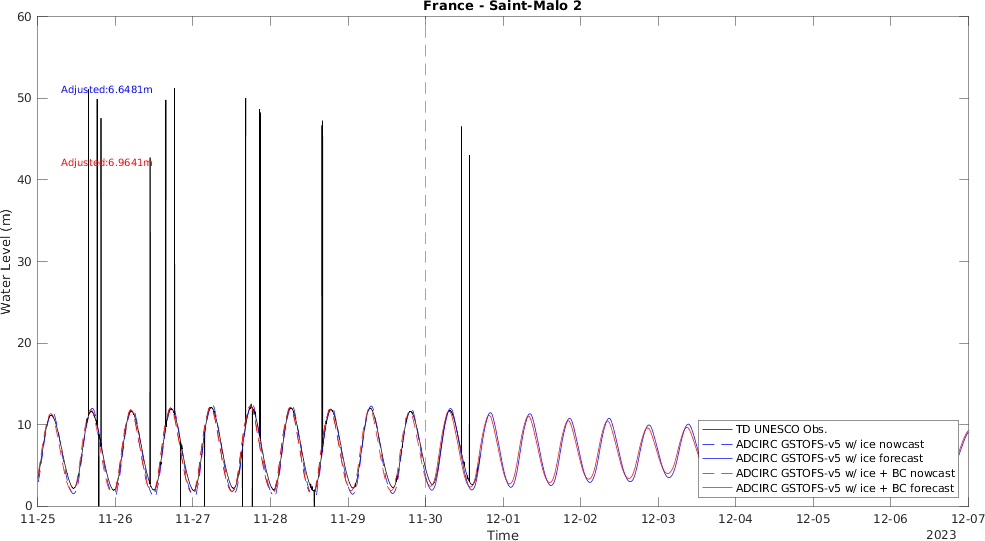 France - Saint-Malo 2
60
50
40
30
20
10
0
Water Level (m)
Adjusted:6.6481m
Adjusted:6.9641m
TD UNESCO Obs.
ADCIRC GSTOFS-v5 w/ ice nowcast
ADCIRC GSTOFS-v5 w/ ice forecast
ADCIRC GSTOFS-v5 w/ ice + BC nowcast
ADCIRC GSTOFS-v5 w/ ice + BC forecast
11-25 11-26 11-27 11-28 11-29 11-30 12-01 12-02 12-03 12-04 12-05 12-06 12-07
Time
2023